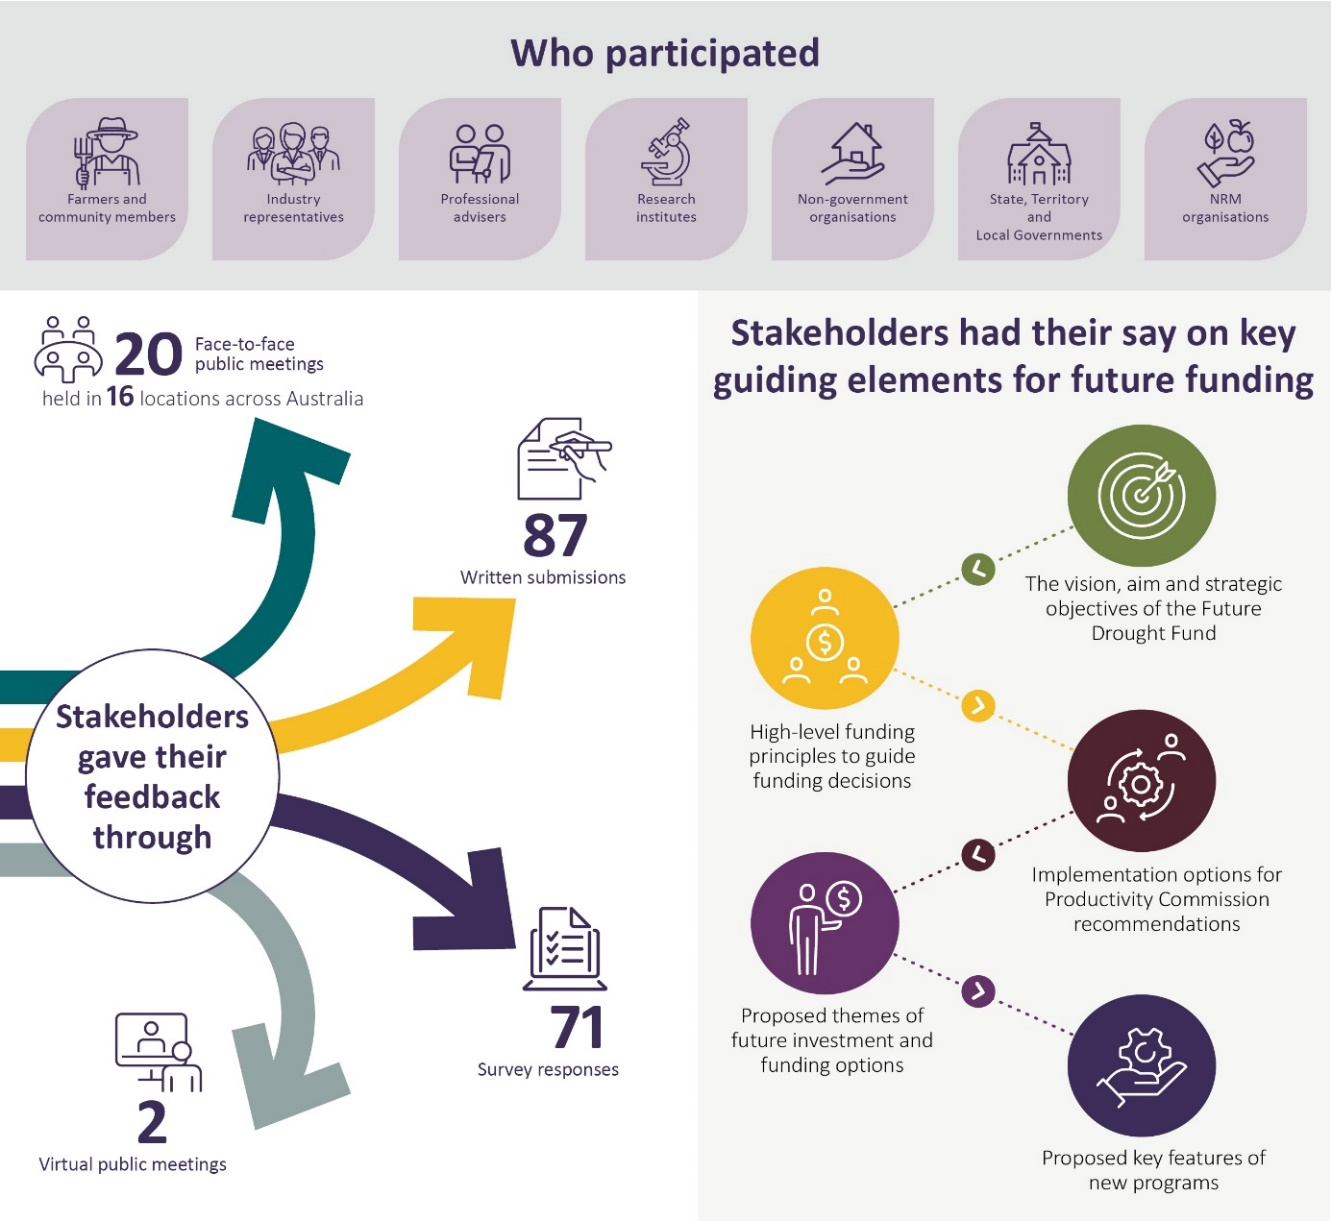 Who participated
Farmers and
community members
Industry
representatives
Professional
advisers
Research
institutes
Non-government
organisations
State, Territory
and
Local Governments
NRM
organisations
20 Face-to-face
public meetings
held in 16 locations across Australia
87
Written submissions
Stakeholders
gave their
feedback
through
71
Survey responses
2
Virtual public meetings
Stakeholders had their say on key
guiding elements for future funding
The vision, aim and strategic
objectives of the Future
Drought Fund
High-level funding
principles to guide
funding decisions
Implementation options for
Productivity Commission
recommendations
Proposed themes of
future investment and
funding options
Proposed key features of
new programs